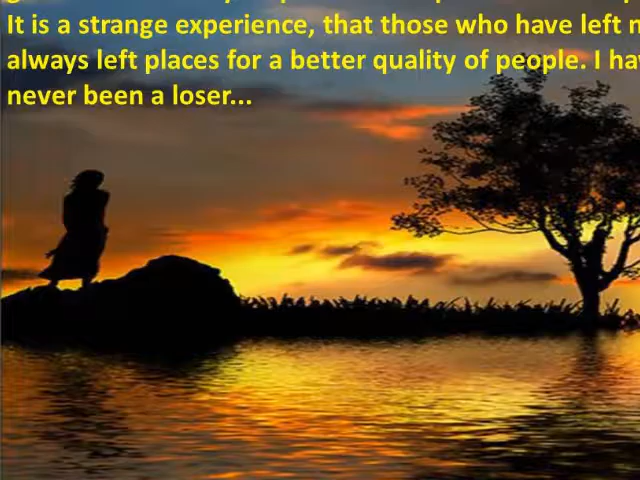 It is a strange experience, that those who have left
always left places for a better quality of people. I
never been a loser...